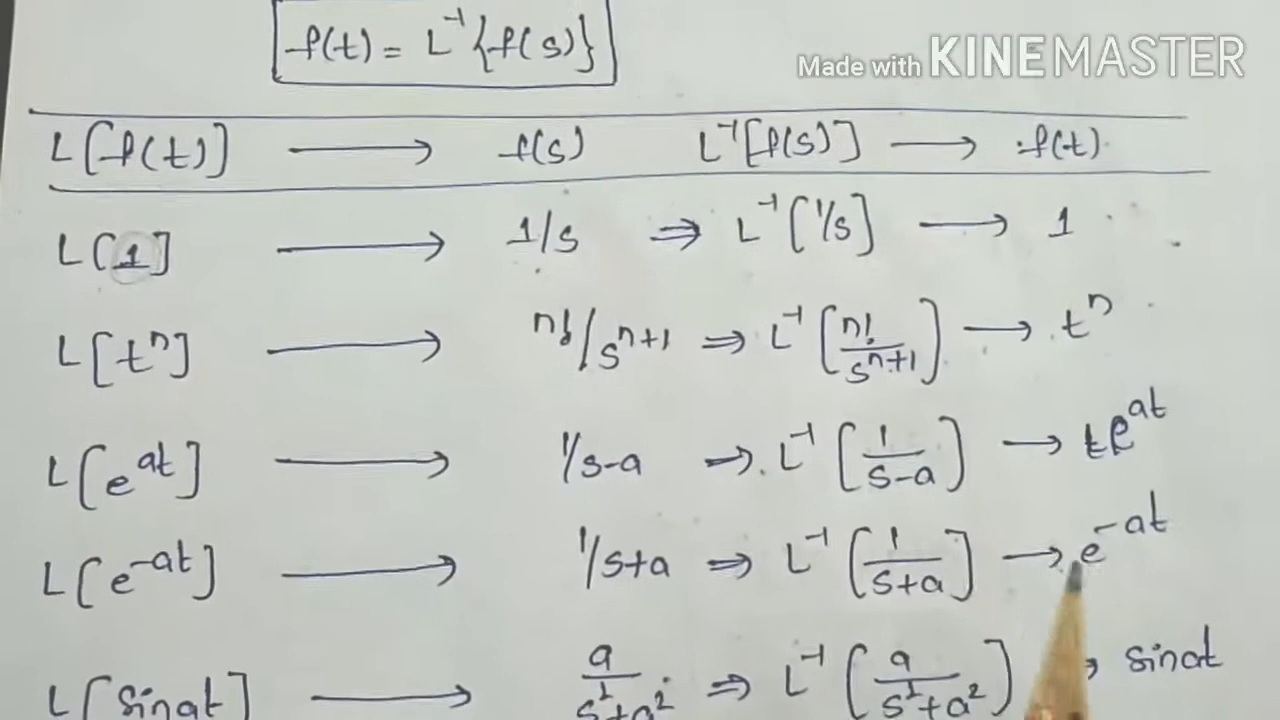 f(t) = L⁻¹{f(s)}
Made with KINEMASTER
L[f(t)] → f(s) L⁻¹[f(s)] → f(t)
L[1] → 1/s ⇒ L⁻¹[1/s] → 1
L[tⁿ] → n!/sⁿ⁺¹ ⇒ L⁻¹[n!/sⁿ⁺¹] → tⁿ
L[eᵃᵗ] → 1/s-a ⇒ L⁻¹[1/s-a] → teᵃᵗ
L[e⁻ᵃᵗ] → 1/s+a ⇒ L⁻¹[1/s+a] → e⁻ᵃᵗ
L[sinat] → a/s²+a² ⇒ L⁻¹[a/s²+a²] → sinat